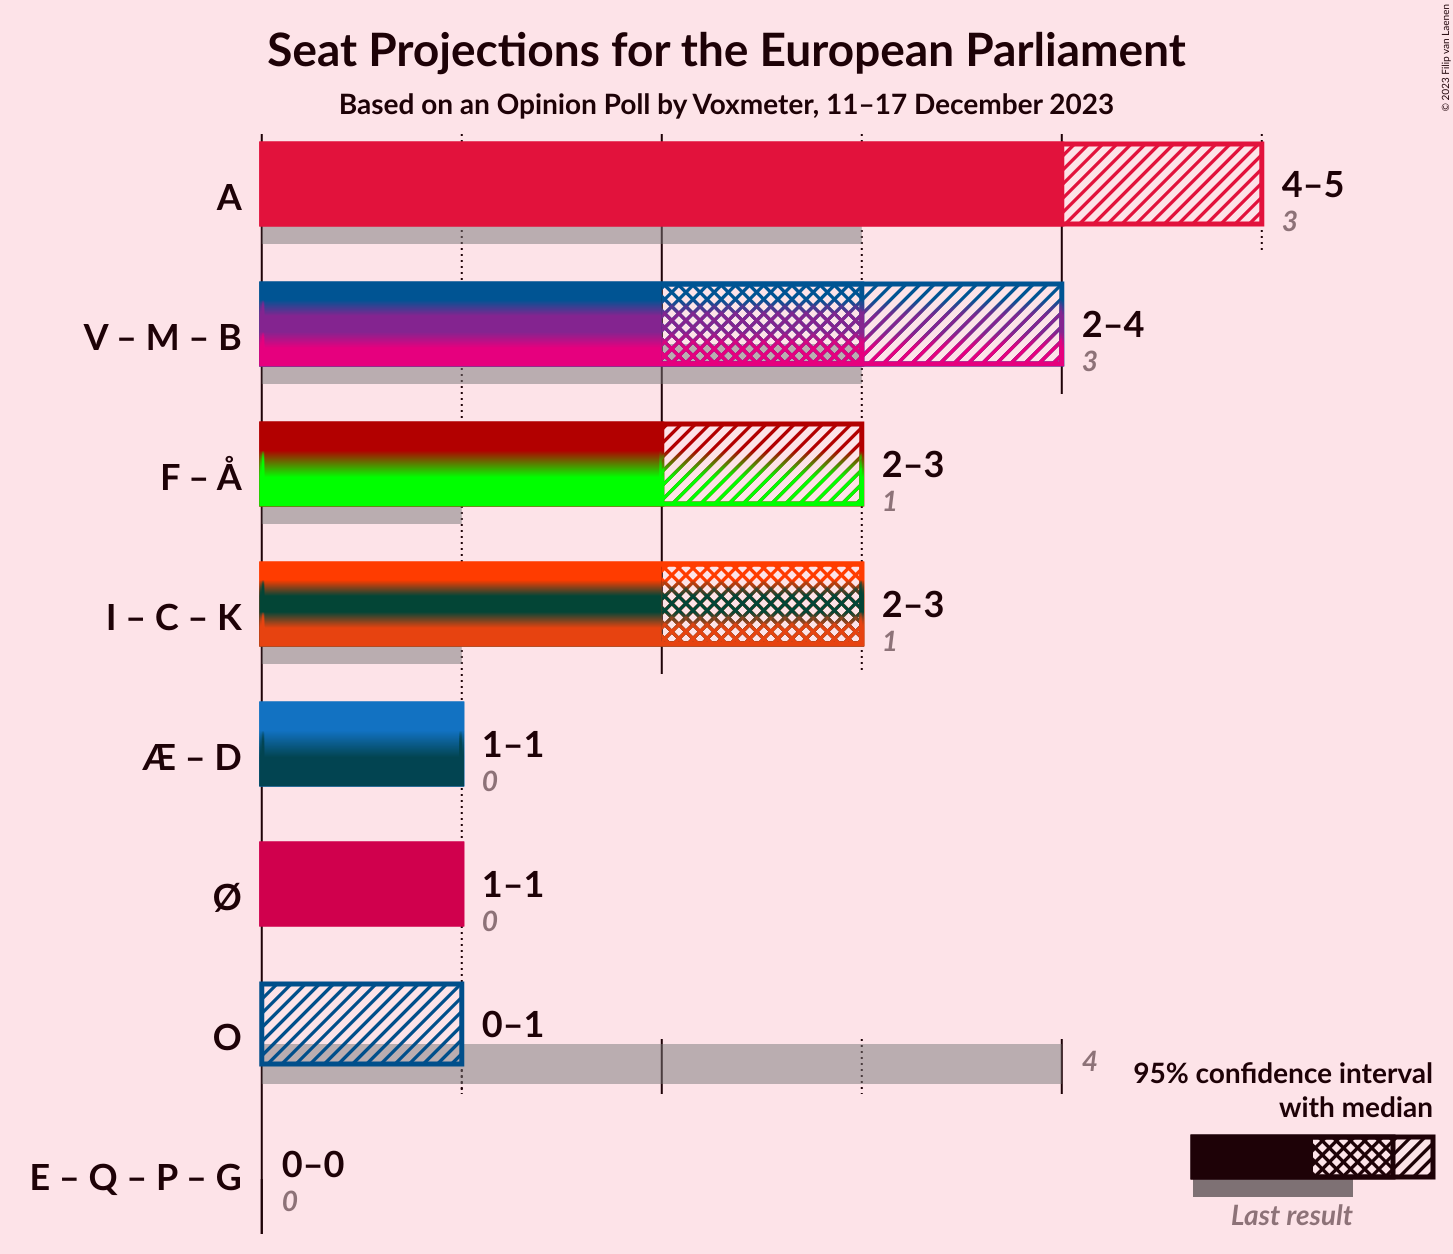 Seat Projections for the European Parliament
Based on an Opinion Poll by Voxmeter, 11–17 December 2023
© 2023 Filip van Laenen
A
4–5
3
V – M – B
2–4
3
F – Å
2–3
1
I – C – K
2–3
1
Æ – D
1–1
0
Ø
1–1
0
O
0–1
4
E – Q – P – G
0–0
0
95% confidence interval
with median
Last result